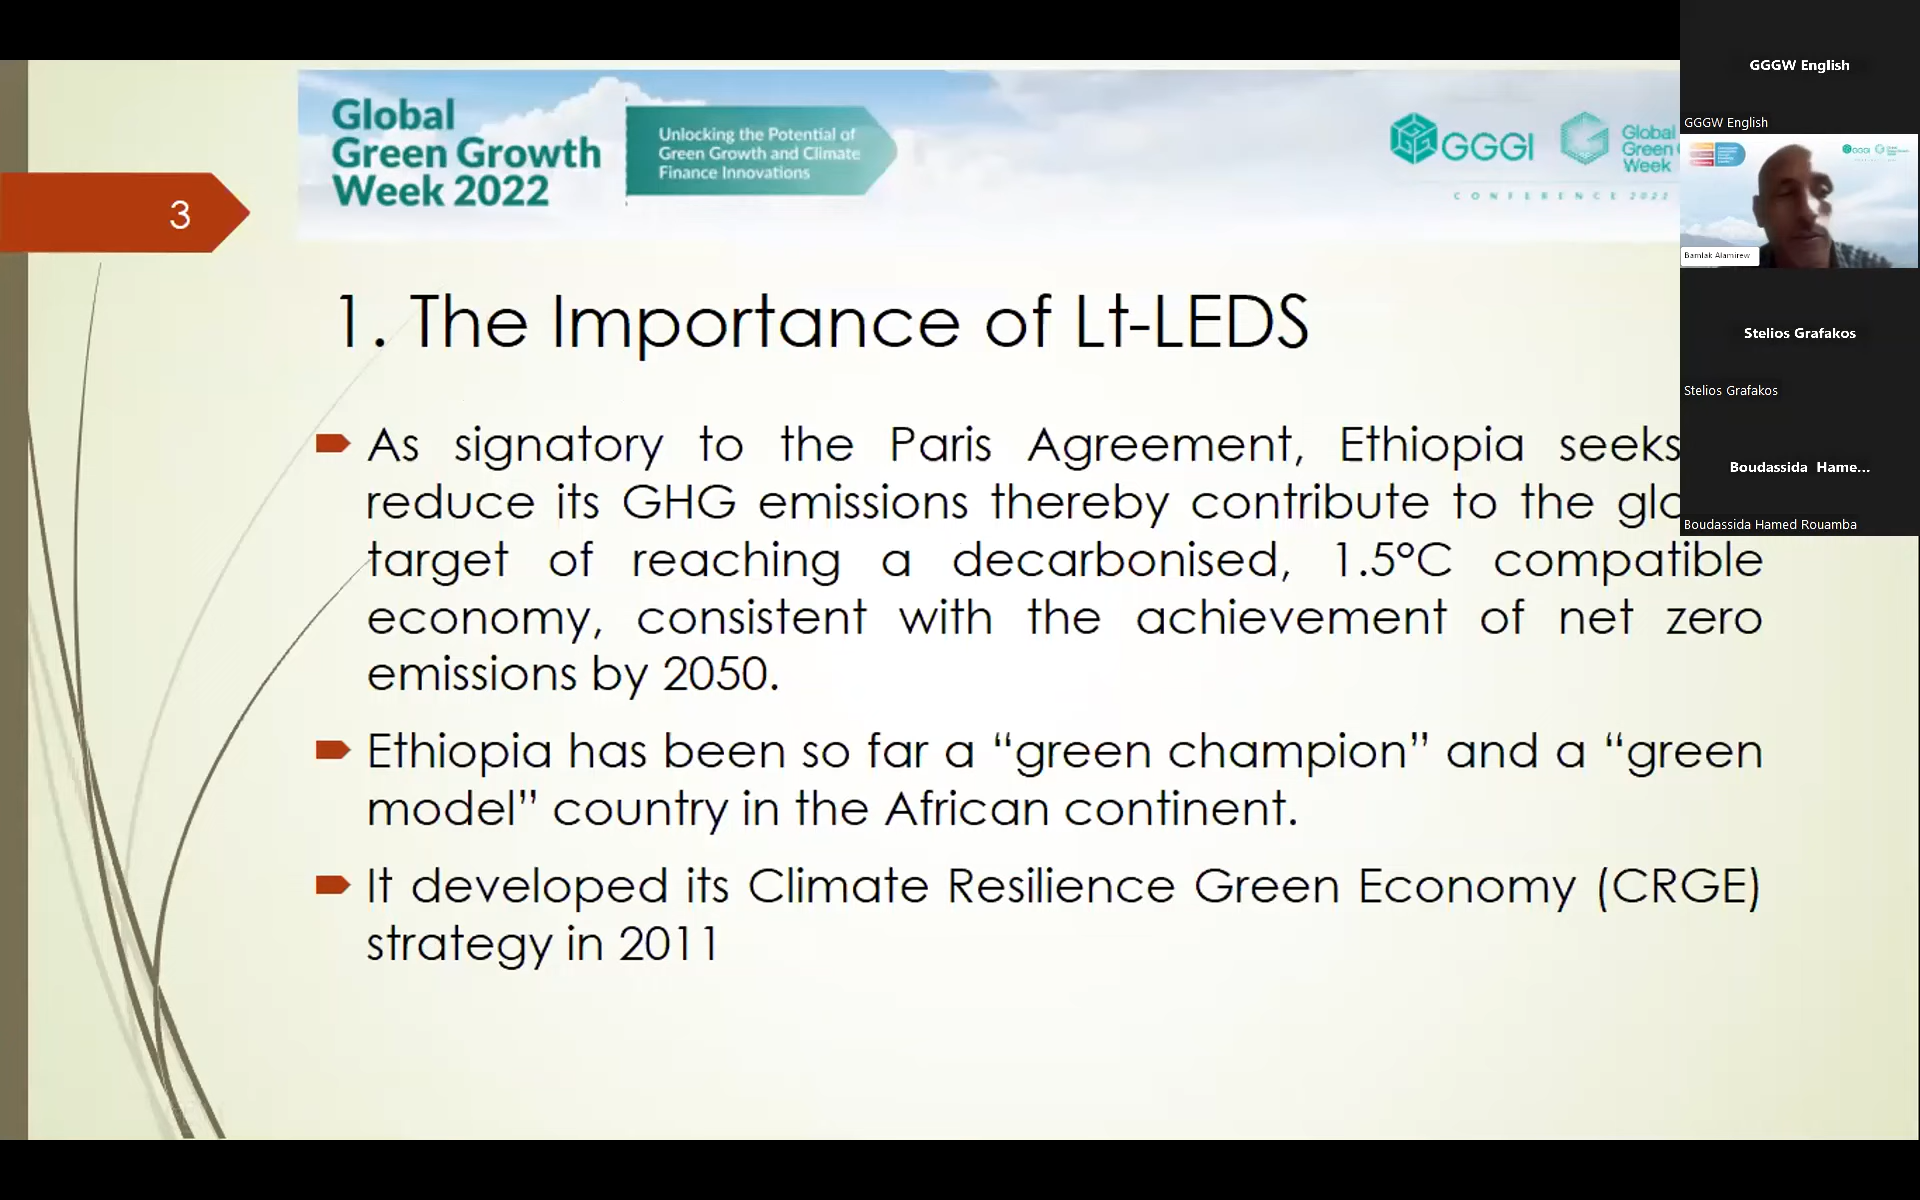 Global
Green Growth
Week 2022
Unlocking the Potential of
Green Growth and Climate
Finance Innovations
GGGI
Global
Green
Week
CONFERENCE 2022
3
1. The Importance of Lt-LEDS
As signatory to the Paris Agreement, Ethiopia seeks
reduce its GHG emissions thereby contribute to the
target of reaching a decarbonised, 1.5°C compatible
economy, consistent with the achievement of net zero
emissions by 2050.
Ethiopia has been so far a “green champion” and a “green
model” country in the African continent.
It developed its Climate Resilience Green Economy (CRGE)
strategy in 2011
GGGW English
GGGW English
GGGI
Bamlak Alamirew
Stelios Grafakos
Stelios Grafakos
Boudassida Hame...
Boudassida Hamed Rouamba